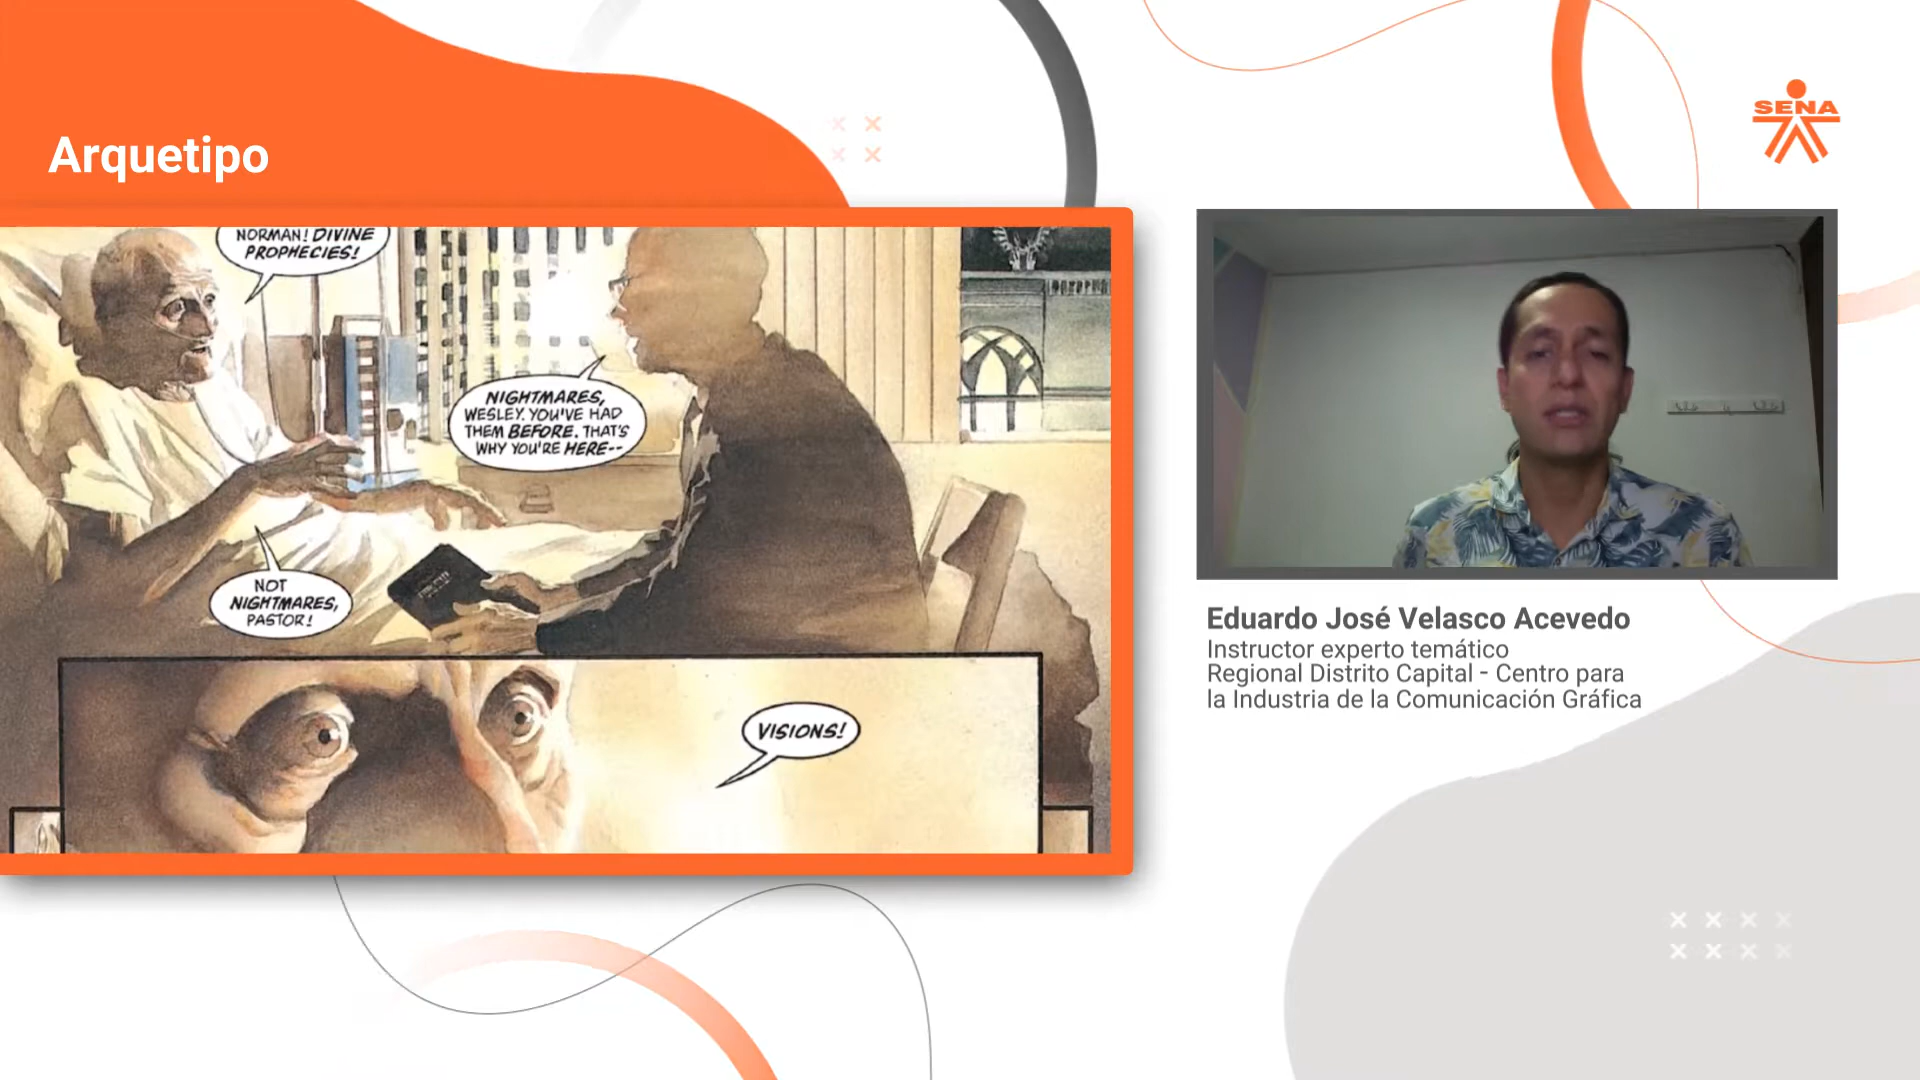 Arquetipo
SENA
NORMAN! DIVINE
PROPHECIES!
NIGHTMARES,
WESLEY. YOU'VE HAD
THEM BEFORE. THAT'S
WHY YOU'RE HERE--
NOT
NIGHTMARES,
PASTOR!
VISIONS!
Eduardo José Velasco Acevedo
Instructor experto temático
Regional Distrito Capital - Centro para
la Industria de la Comunicación Gráfica